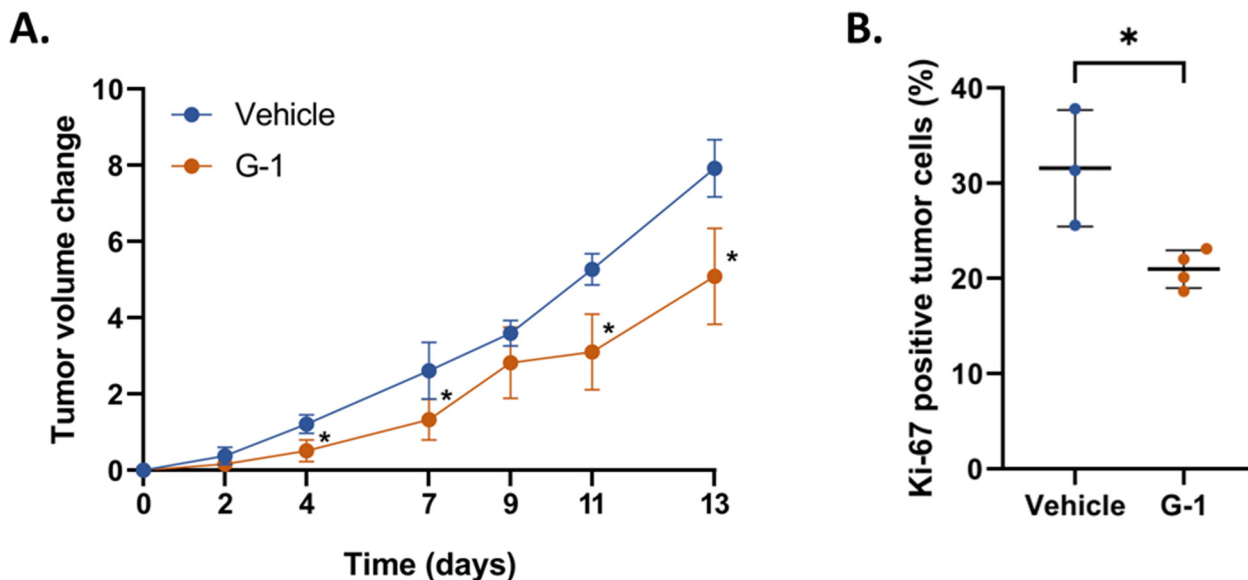 A.
Tumor volume change
10
8
6
4
2
0
Vehicle
G-1
*
*
*
*
0 2 4 7 9 11 13
Time (days)
B.
Ki-67 positive tumor cells (%)
*
40
30
20
10
0
Vehicle G-1